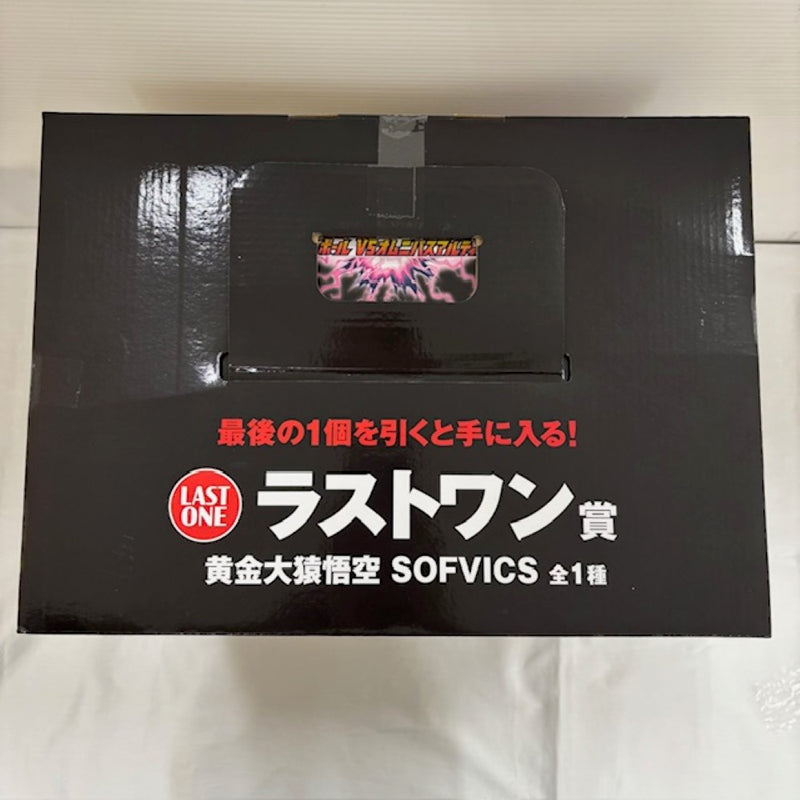 ボール VSオムニバスアルティ
最後の1個を引くと手に入る!
LAST
ONE
ラストワン賞
黄金大猿悟空 SOFVICS 全1種